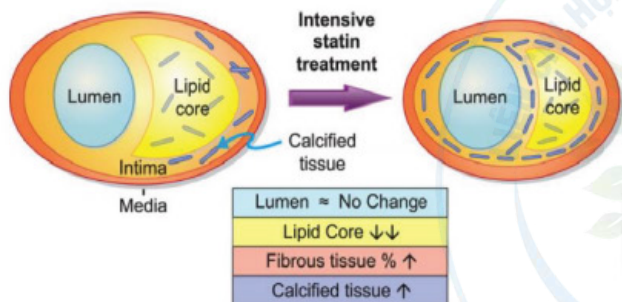 Intensive
statin
treatment
Lumen
Lipid
core
Lumen
Lipid
core
Calcified
tissue
Intima
Media
Lumen ≈ No Change
Lipid Core ↓↓
Fibrous tissue % ↑
Calcified tissue ↑